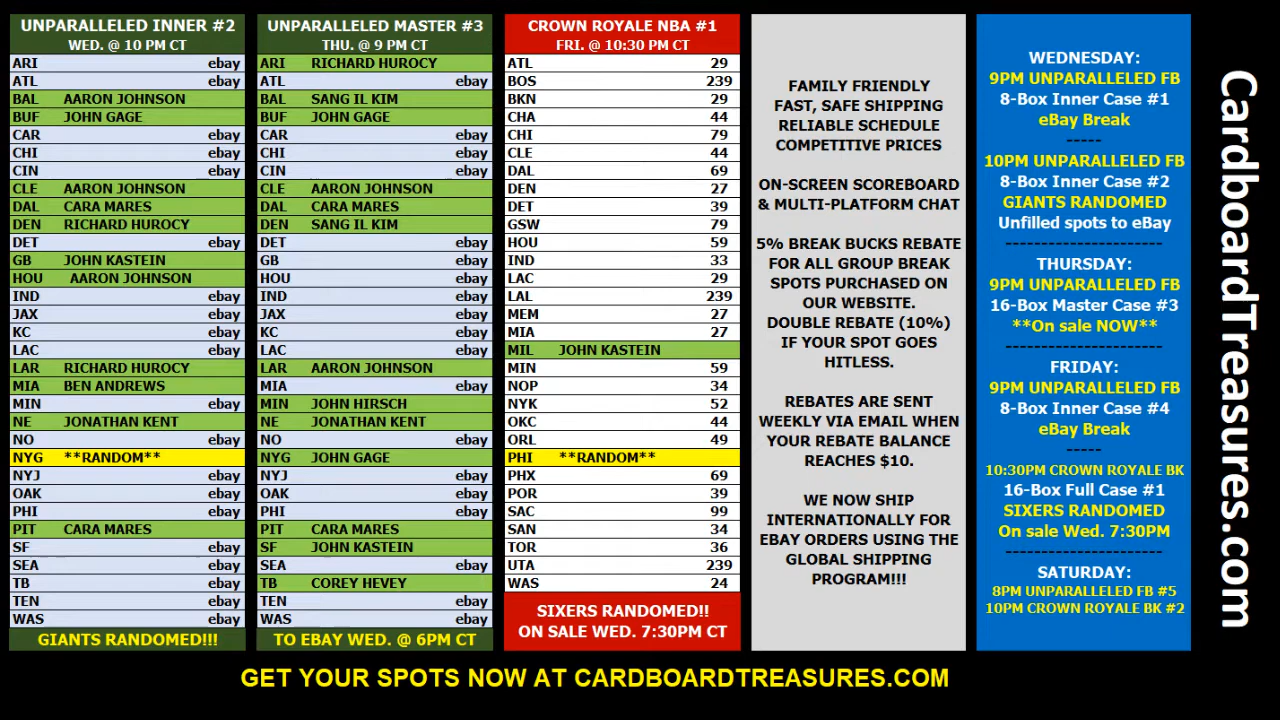 UNPARALLELED INNER #2
WED. @ 10 PM CT
ARI ebay
ATL ebay
BAL AARON JOHNSON
BUF JOHN GAGE
CAR ebay
CHI ebay
CIN ebay
CLE AARON JOHNSON
DAL CARA MARES
DEN RICHARD HUROCY
DET ebay
GB JOHN KASTEIN
HOU AARON JOHNSON
IND ebay
JAX ebay
KC ebay
LAC ebay
LAR RICHARD HUROCY
MIA BEN ANDREWS
MIN ebay
NE JONATHAN KENT
NO ebay
NYG **RANDOM**
NYJ ebay
OAK ebay
PHI ebay
PIT CARA MARES
SF ebay
SEA ebay
TB ebay
TEN ebay
WAS ebay
GIANTS RANDOMED!!!
UNPARALLELED MASTER #3
THU. @ 9 PM CT
ARI RICHARD HUROCY
ATL ebay
BAL SANG IL KIM
BUF JOHN GAGE
CAR ebay
CHI ebay
CIN ebay
CLE AARON JOHNSON
DAL CARA MARES
DEN SANG IL KIM
DET ebay
GB ebay
HOU ebay
IND ebay
JAX ebay
KC ebay
LAC ebay
LAR AARON JOHNSON
MIA ebay
MIN JOHN HIRSCH
NE JONATHAN KENT
NO ebay
NYG JOHN GAGE
NYJ ebay
OAK ebay
PHI ebay
PIT CARA MARES
SF JOHN KASTEIN
SEA ebay
TB COREY HEVEY
TEN ebay
WAS ebay
TO EBAY WED. @ 6PM CT
CROWN ROYALE NBA #1
FRI. @ 10:30 PM CT
ATL 29
BOS 239
BKN 29
CHA 44
CHI 79
CLE 44
DAL 69
DEN 27
DET 39
GSW 79
HOU 59
IND 33
LAC 29
LAL 239
MEM 27
MIA 27
MIL JOHN KASTEIN
MIN 59
NOP 34
NYK 52
OKC 44
ORL 49
PHI **RANDOM**
PHX 69
POR 39
SAC 99
SAN 34
TOR 36
UTA 239
WAS 24
SIXERS RANDOMED!!
ON SALE WED. 7:30PM CT
FAMILY FRIENDLY
FAST, SAFE SHIPPING
RELIABLE SCHEDULE
COMPETITIVE PRICES
ON-SCREEN SCOREBOARD
& MULTI-PLATFORM CHAT
5% BREAK BUCKS REBATE
FOR ALL GROUP BREAK
SPOTS PURCHASED ON
OUR WEBSITE.
DOUBLE REBATE (10%)
IF YOUR SPOT GOES
HITLESS.
REBATES ARE SENT
WEEKLY VIA EMAIL WHEN
YOUR REBATE BALANCE
REACHES $10.
WE NOW SHIP
INTERNATIONALLY FOR
EBAY ORDERS USING THE
GLOBAL SHIPPING
PROGRAM!!!
WEDNESDAY:
9PM UNPARALLELED FB
8-Box Inner Case #1
eBay Break
-----
10PM UNPARALLELED FB
8-Box Inner Case #2
GIANTS RANDOMED
Unfilled spots to eBay
----------------------
THURSDAY:
9PM UNPARALLELED FB
16-Box Master Case #3
**On sale NOW**
----------------------
FRIDAY:
9PM UNPARALLELED FB
8-Box Inner Case #4
eBay Break
-----
10:30PM CROWN ROYALE BK
16-Box Full Case #1
SIXERS RANDOMED
On sale Wed. 7:30PM
----------------------
SATURDAY:
8PM UNPARALLELED FB #5
10PM CROWN ROYALE BK #2
CardboardTreasures.com
GET YOUR SPOTS NOW AT CARDBOARDTREASURES.COM